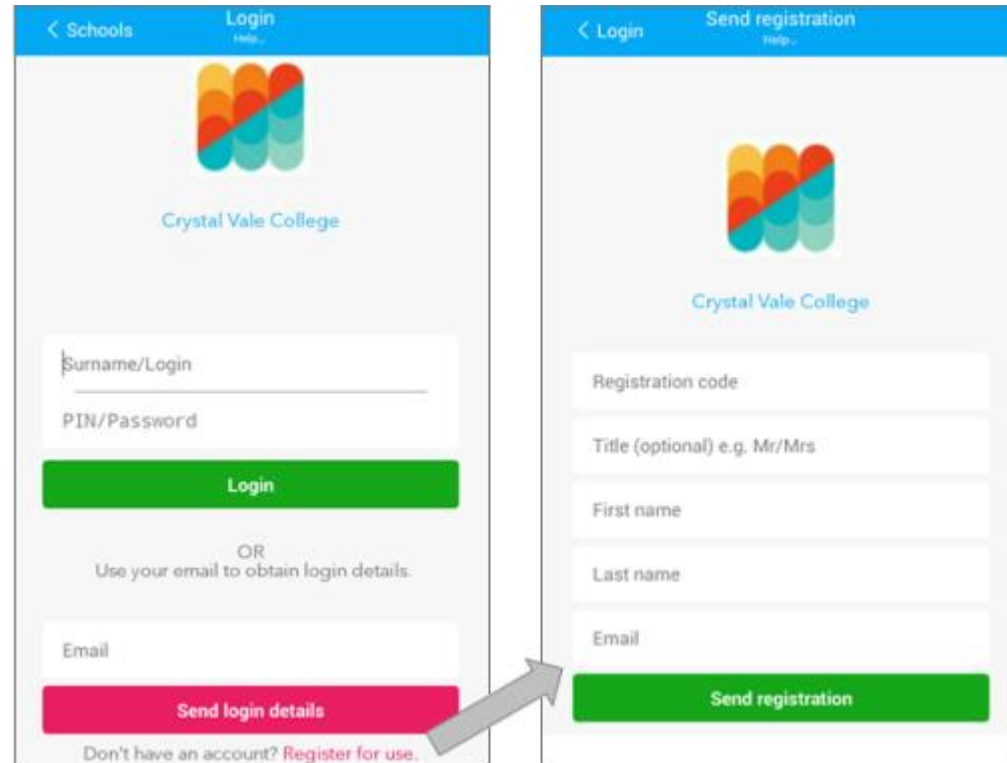 Schools
Login
Help...
Crystal Vale College
Surname/Login
PIN/Password
Login
OR
Use your email to obtain login details.
Email
Send login details
Don't have an account? Register for use.
Login
Send registration
Help...
Crystal Vale College
Registration code
Title (optional) e.g. Mr/Mrs
First name
Last name
Email
Send registration